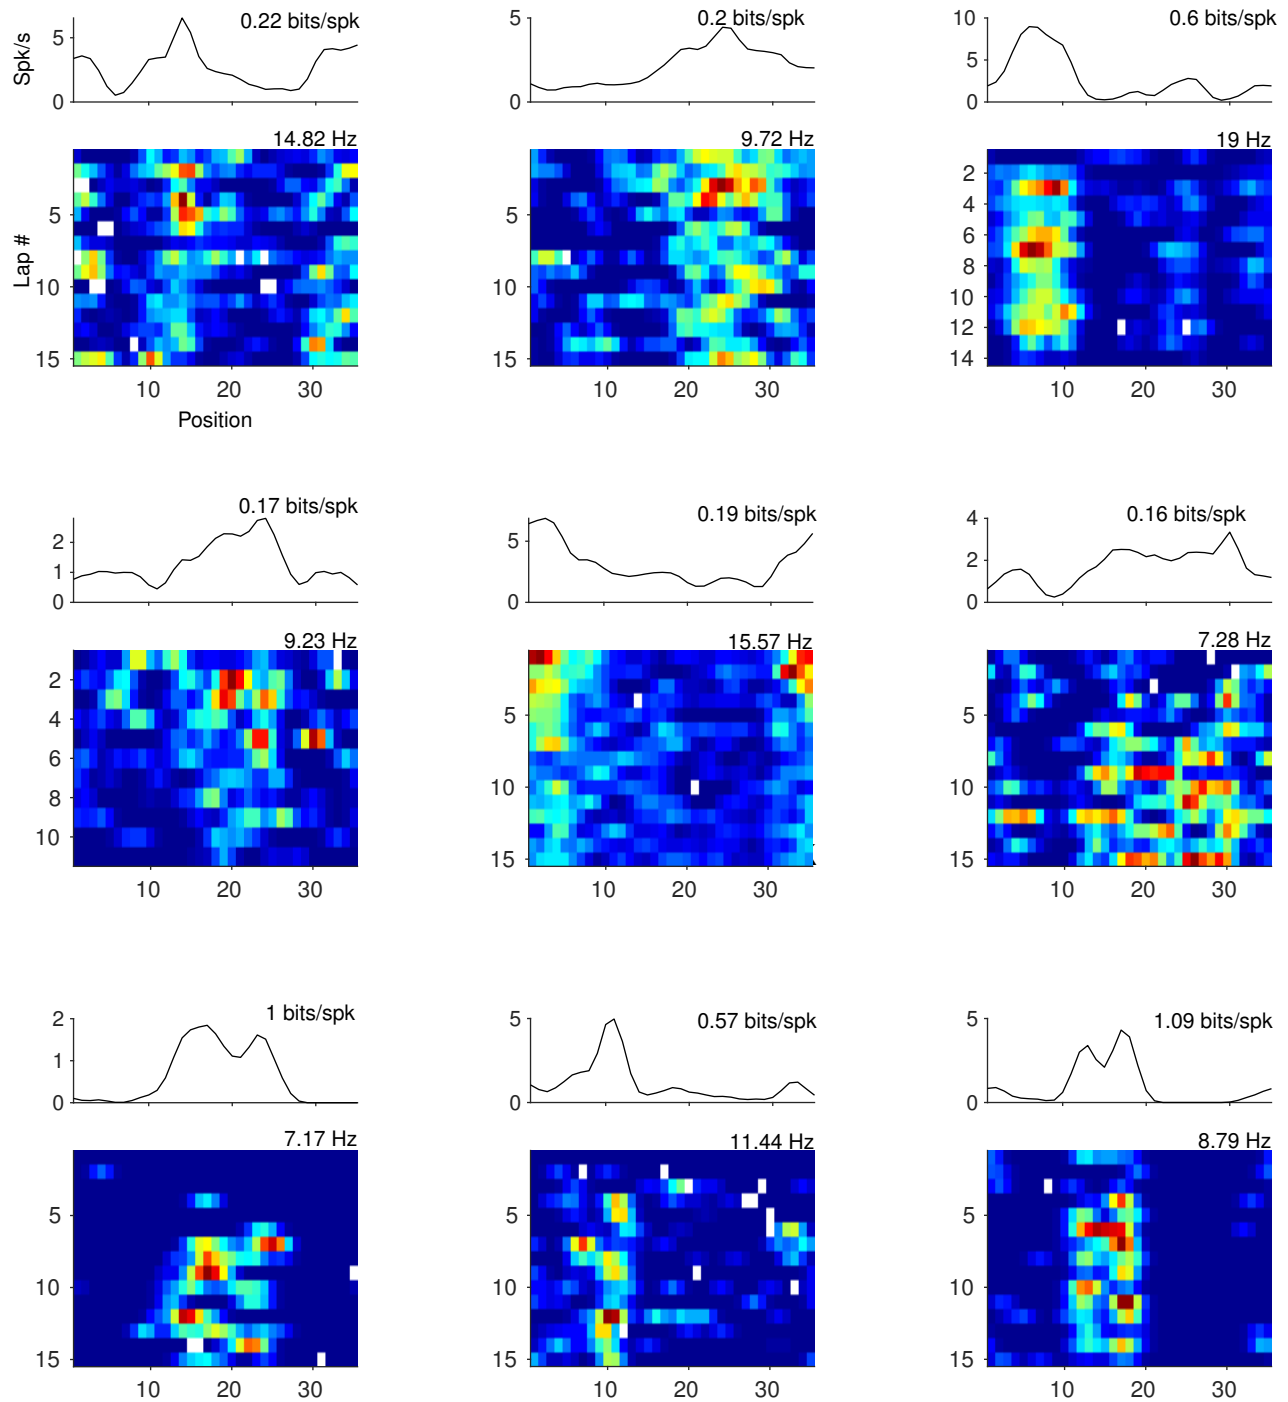 0.22 bits/spk
0.2 bits/spk
0.6 bits/spk
Spk/s
5
0
5
0
10
5
0
14.82 Hz
9.72 Hz
19 Hz
Lap #
5
10
15
5
10
15
2
4
6
8
10
12
14
10 20 30
10 20 30
10 20 30
Position
0.17 bits/spk
0.19 bits/spk
0.16 bits/spk
2
1
0
5
0
4
2
0
9.23 Hz
15.57 Hz
7.28 Hz
2
4
6
8
10
5
10
15
5
10
15
10 20 30
10 20 30
10 20 30
1 bits/spk
0.57 bits/spk
1.09 bits/spk
2
1
0
5
0
5
0
7.17 Hz
11.44 Hz
8.79 Hz
5
10
15
5
10
15
5
10
15
10 20 30
10 20 30
10 20 30